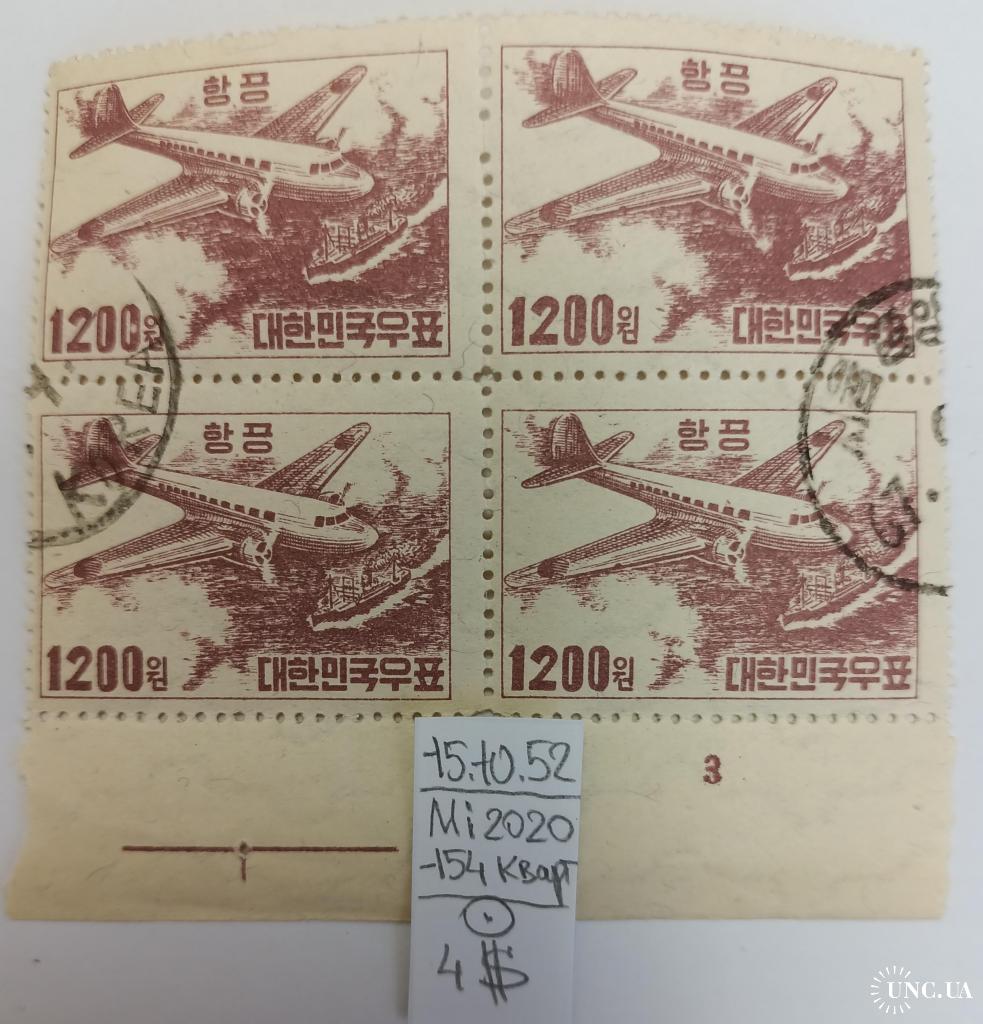 항공
1200원 대한민국우표
항공
1200원 대한민국우표
항공
1200원 대한민국우표
항공
1200원 대한민국우표
KOREA
3
15.10.52
Mi 2020
154 кварт
4 $
UNC.UA